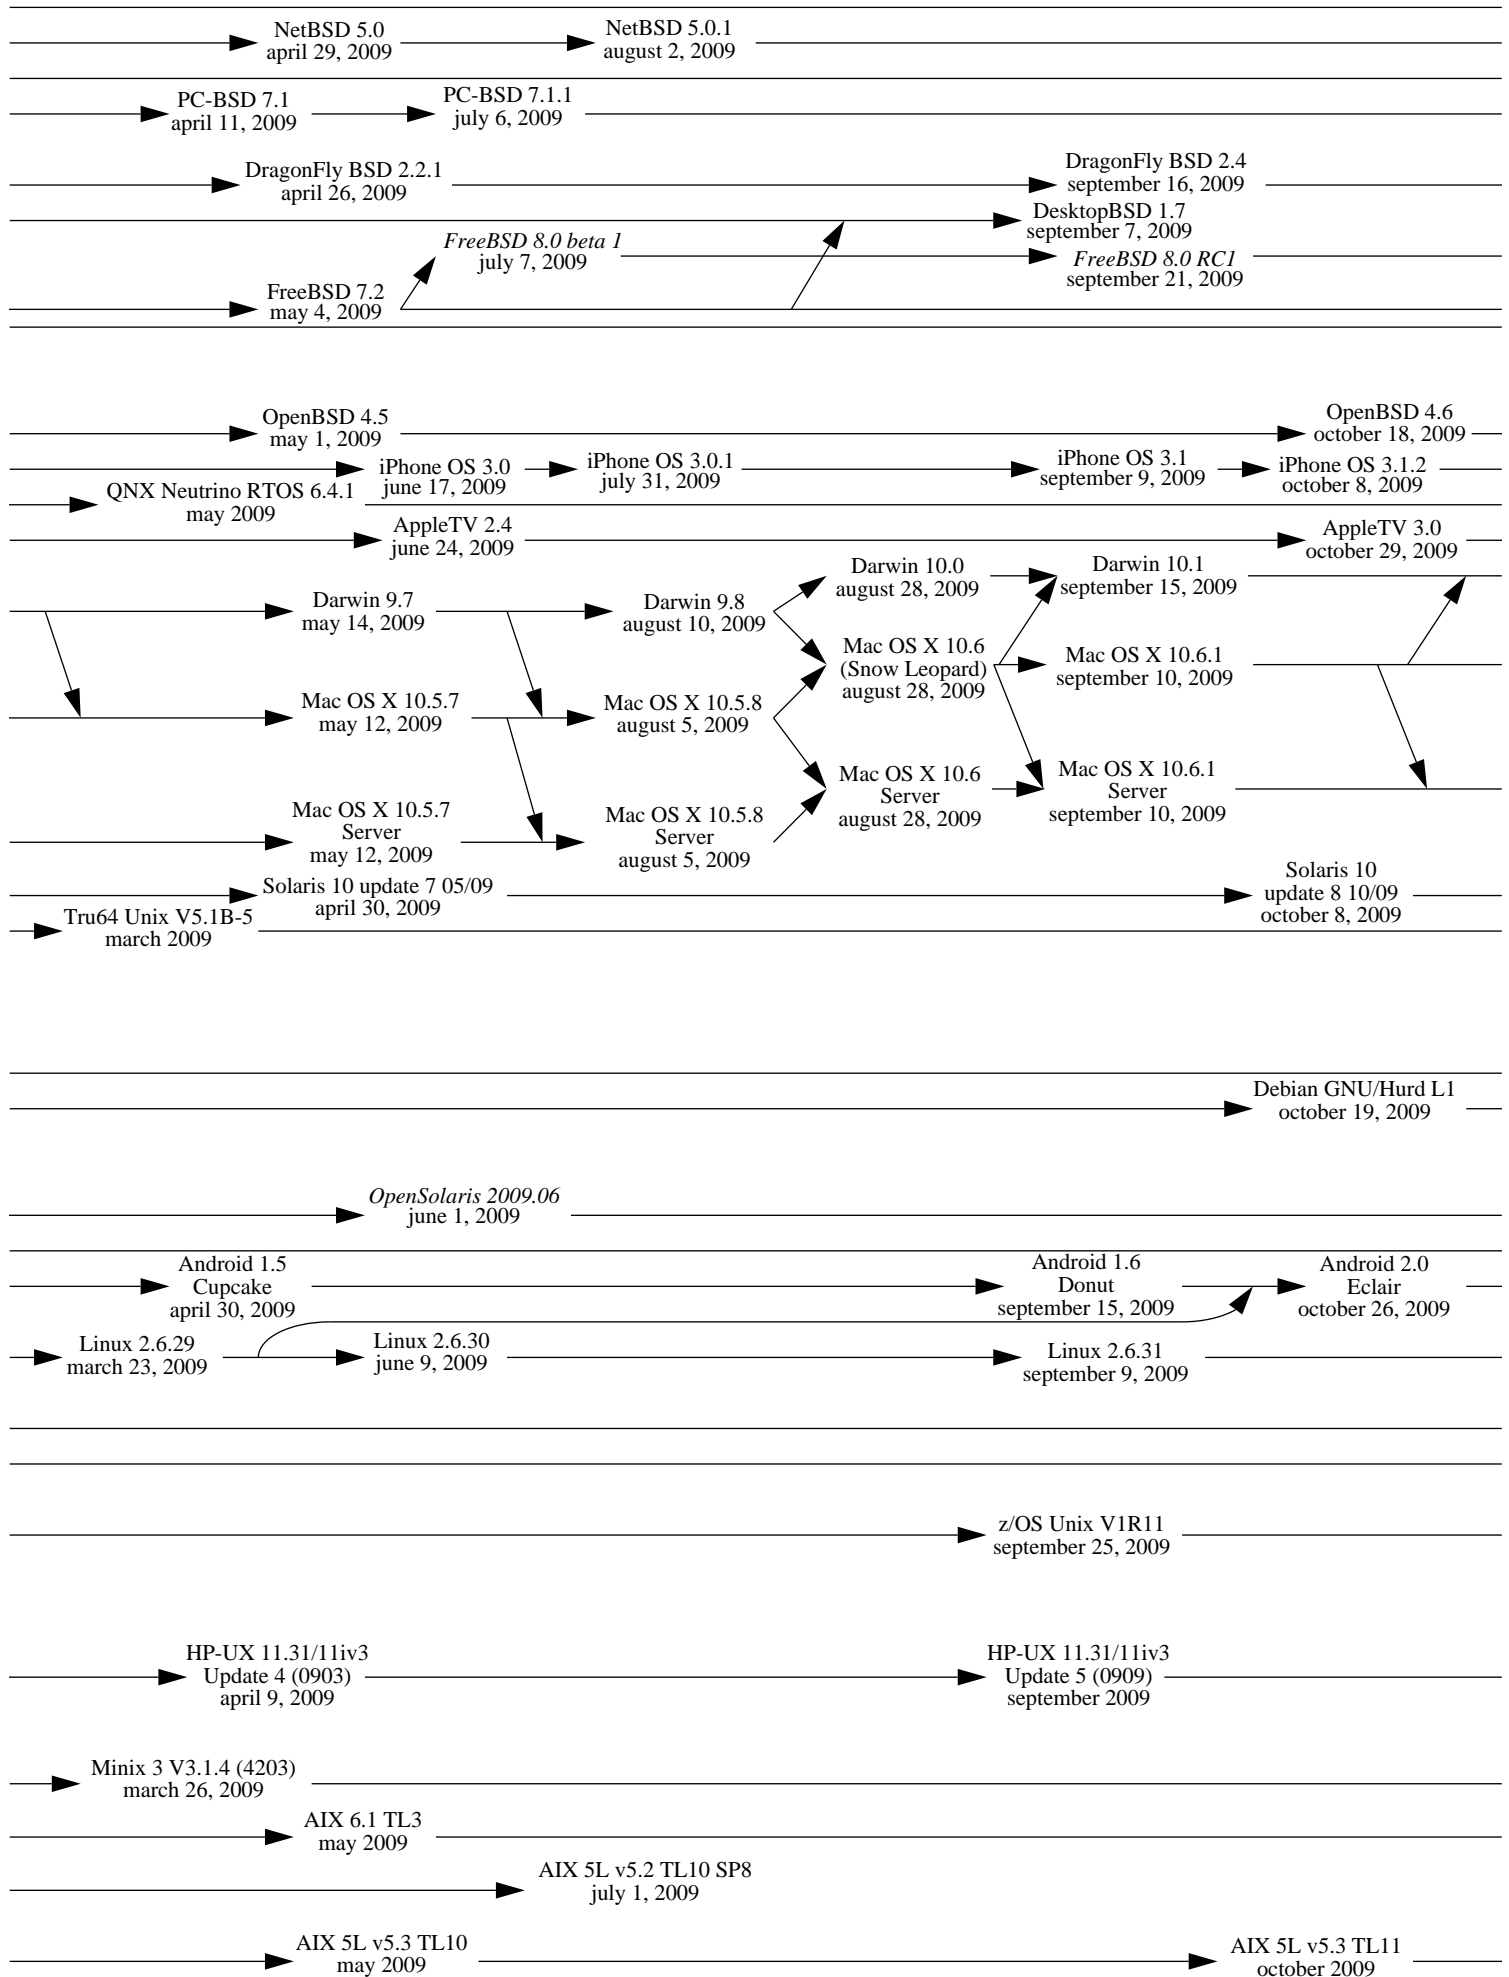 NetBSD 5.0
april 29, 2009
NetBSD 5.0.1
august 2, 2009
PC-BSD 7.1
april 11, 2009
PC-BSD 7.1.1
july 6, 2009
DragonFly BSD 2.2.1
april 26, 2009
DragonFly BSD 2.4
september 16, 2009
DesktopBSD 1.7
september 7, 2009
FreeBSD 8.0 beta 1
july 7, 2009
FreeBSD 8.0 RC1
september 21, 2009
FreeBSD 7.2
may 4, 2009
OpenBSD 4.5
may 1, 2009
OpenBSD 4.6
october 18, 2009
iPhone OS 3.0
june 17, 2009
iPhone OS 3.0.1
july 31, 2009
iPhone OS 3.1
september 9, 2009
iPhone OS 3.1.2
october 8, 2009
QNX Neutrino RTOS 6.4.1
may 2009
AppleTV 2.4
june 24, 2009
AppleTV 3.0
october 29, 2009
Darwin 10.0
august 28, 2009
Darwin 10.1
september 15, 2009
Darwin 9.7
may 14, 2009
Darwin 9.8
august 10, 2009
Mac OS X 10.6
(Snow Leopard)
august 28, 2009
Mac OS X 10.6.1
september 10, 2009
Mac OS X 10.5.7
may 12, 2009
Mac OS X 10.5.8
august 5, 2009
Mac OS X 10.6
Server
august 28, 2009
Mac OS X 10.6.1
Server
september 10, 2009
Mac OS X 10.5.7
Server
may 12, 2009
Mac OS X 10.5.8
Server
august 5, 2009
Solaris 10 update 7 05/09
april 30, 2009
Solaris 10
update 8 10/09
october 8, 2009
Tru64 Unix V5.1B-5
march 2009
Debian GNU/Hurd L1
october 19, 2009
OpenSolaris 2009.06
june 1, 2009
Android 1.5
Cupcake
april 30, 2009
Android 1.6
Donut
september 15, 2009
Android 2.0
Eclair
october 26, 2009
Linux 2.6.29
march 23, 2009
Linux 2.6.30
june 9, 2009
Linux 2.6.31
september 9, 2009
z/OS Unix V1R11
september 25, 2009
HP-UX 11.31/11iv3
Update 4 (0903)
april 9, 2009
HP-UX 11.31/11iv3
Update 5 (0909)
september 2009
Minix 3 V3.1.4 (4203)
march 26, 2009
AIX 6.1 TL3
may 2009
AIX 5L v5.2 TL10 SP8
july 1, 2009
AIX 5L v5.3 TL10
may 2009
AIX 5L v5.3 TL11
october 2009